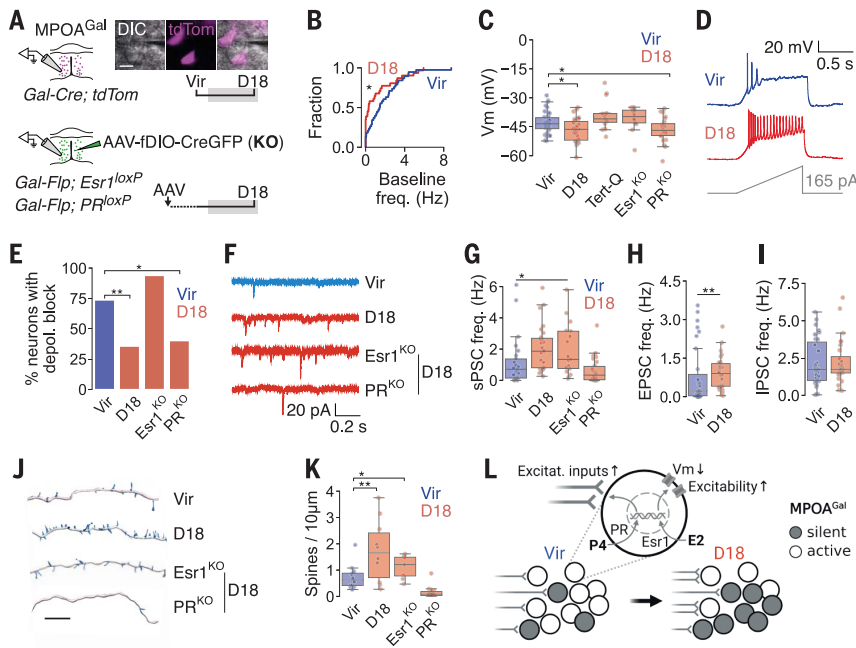 A
MPOA^Gal
DIC
tdTom
Gal-Cre; tdTom
Vir
D18
AAV-fDIO-CreGFP (KO)
Gal-Flp; Esr1^loxP
Gal-Flp; PR^loxP
AAV
D18
B
D18
*
Vir
Fraction
1.0
0.5
0.0
0
4
8
Baseline
freq. (Hz)
C
Vir
D18
*
*
Vm (mV)
−15
−30
−45
−60
Vir
D18
Tert-Q
Esr1^KO
PR^KO
D
20 mV
0.5 s
Vir
D18
165 pA
E
% neurons with
depol. block
100
75
50
25
0
*
**
Vir
D18
Vir
D18
Esr1^KO
PR^KO
F
Vir
D18
Esr1^KO
PR^KO
D18
20 pA
0.2 s
G
sPSC freq. (Hz)
6.0
4.0
2.0
0.0
*
Vir
D18
Vir
D18
Esr1^KO
PR^KO
H
EPSC freq. (Hz)
4.5
3.0
1.5
0.0
**
Vir
D18
I
IPSC freq. (Hz)
7.5
5.0
2.5
0.0
Vir
D18
J
Vir
D18
Esr1^KO
PR^KO
D18
K
Spines / 10μm
4
3
2
1
0
*
**
Vir
D18
Vir
D18
Esr1^KO
PR^KO
L
Excitat. inputs↑
Vm↓
Excitability↑
PR
Esr1
P4
E2
Vir
D18
MPOA^Gal
silent
active